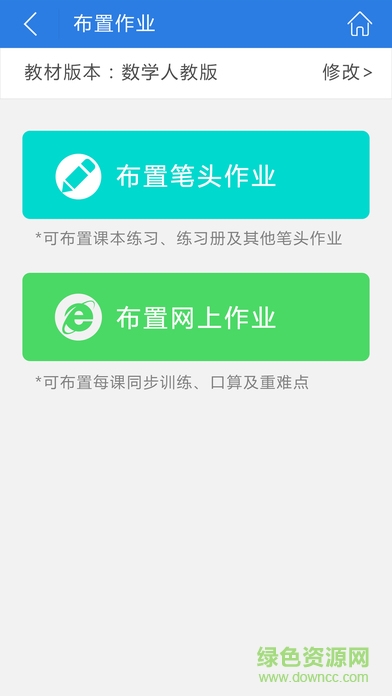 布置作业
教材版本：数学人教版 修改>
布置笔头作业
*可布置课本练习、练习册及其他笔头作业
布置网上作业
*可布置每课同步训练、口算及重难点
绿色资源网
www.downcc.com